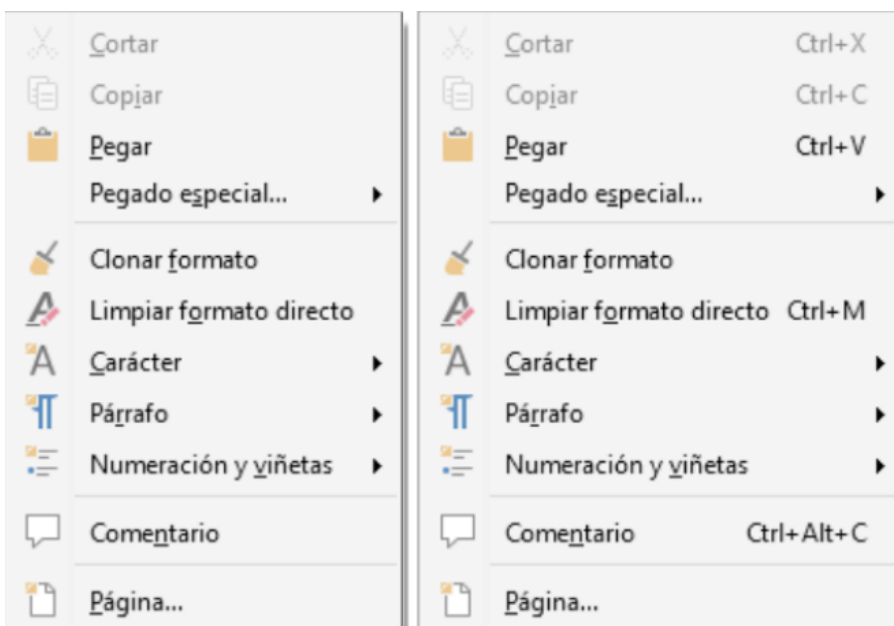 Cortar
Copiar
Pegar
Pegado especial...
Clonar formato
Limpiar formato directo
Carácter
Párrafo
Numeración y viñetas
Comentario
Página...
Cortar Ctrl+X
Copiar Ctrl+C
Pegar Ctrl+V
Pegado especial...
Clonar formato
Limpiar formato directo Ctrl+M
Carácter
Párrafo
Numeración y viñetas
Comentario Ctrl+Alt+C
Página...